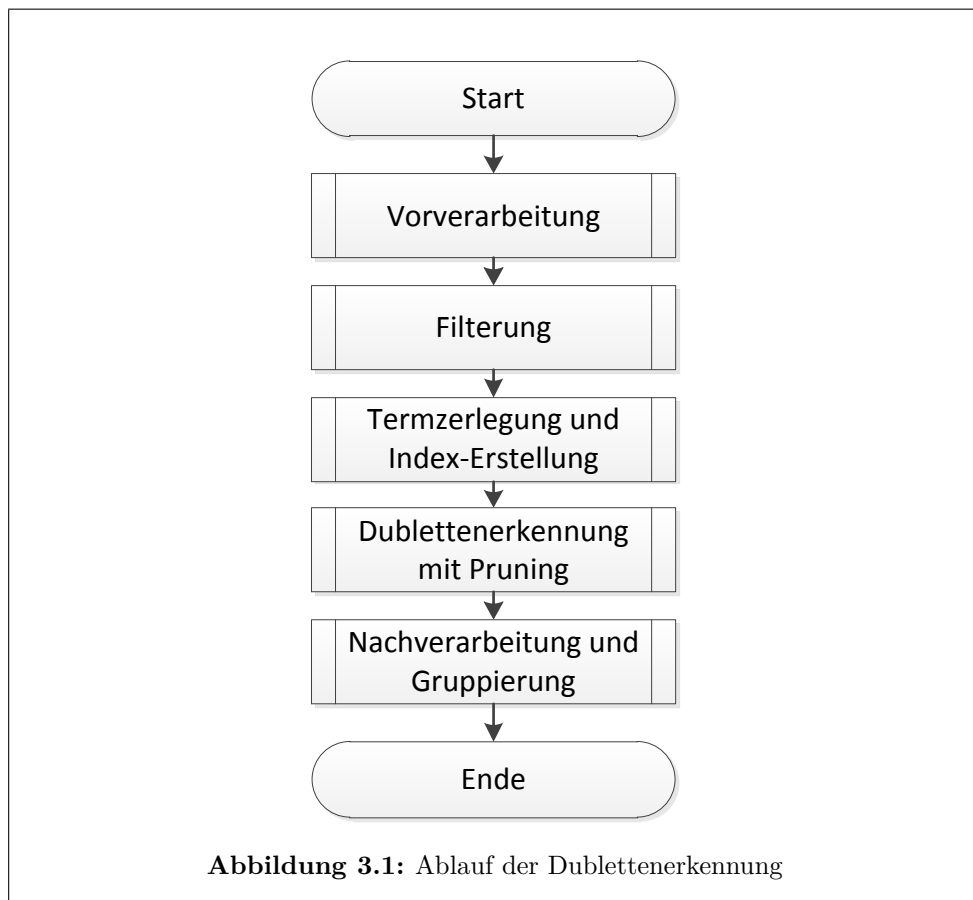 Start
Vorverarbeitung
Filterung
Termzerlegung und
Index-Erstellung
Dublettenerkennung
mit Pruning
Nachverarbeitung und
Gruppierung
Ende
Abbildung 3.1: Ablauf der Dublettenerkennung